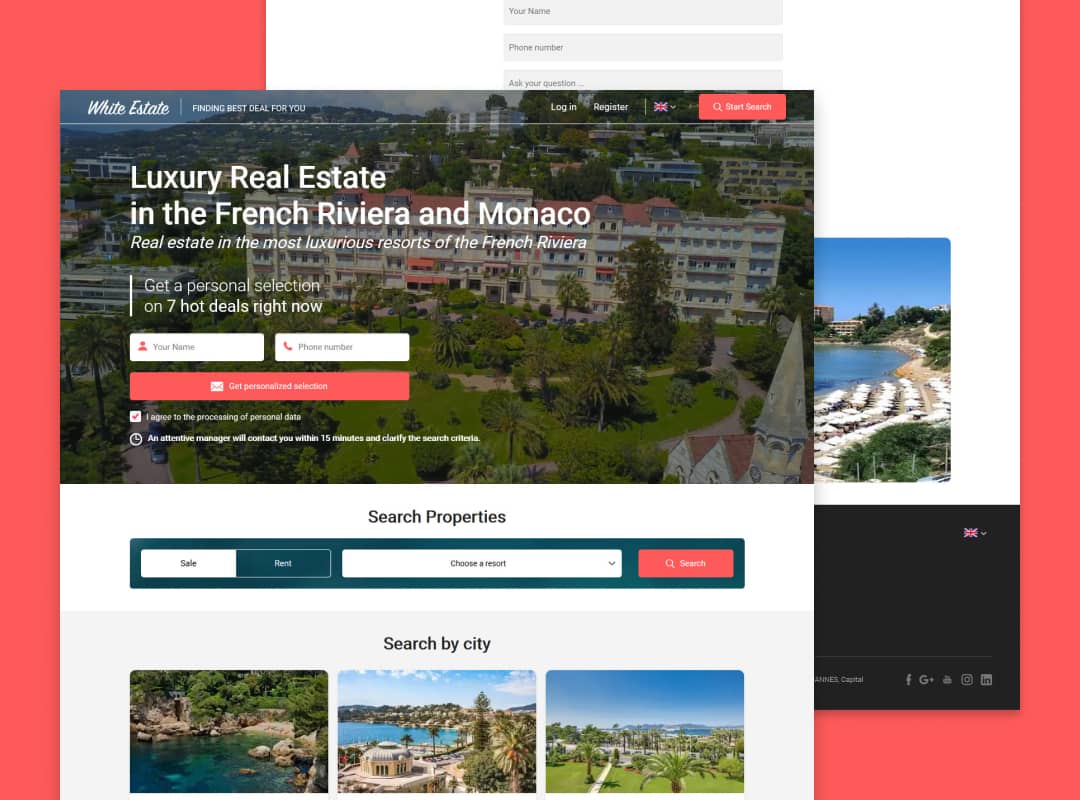 Your Name
Phone number
Ask your question ...
White Estate
FINDING BEST DEAL FOR YOU
Log in
Register
Start Search
Luxury Real Estate
in the French Riviera and Monaco
Real estate in the most luxurious resorts of the French Riviera
Get a personal selection
on 7 hot deals right now
Your Name
Phone number
Get personalized selection
I agree to the processing of personal data
An attentive manager will contact you within 15 minutes and clarify the search criteria.
Search Properties
Sale
Rent
Choose a resort
Search
Search by city
ANNES, Capital